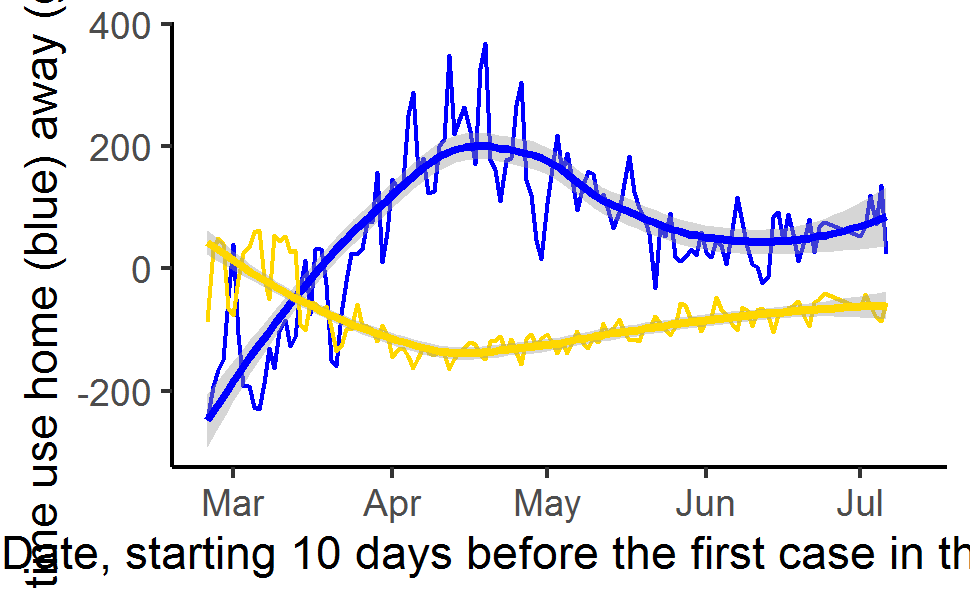 time use home (blue) away (g
400
200
0
-200
Mar Apr May Jun Jul
Date, starting 10 days before the first case in th